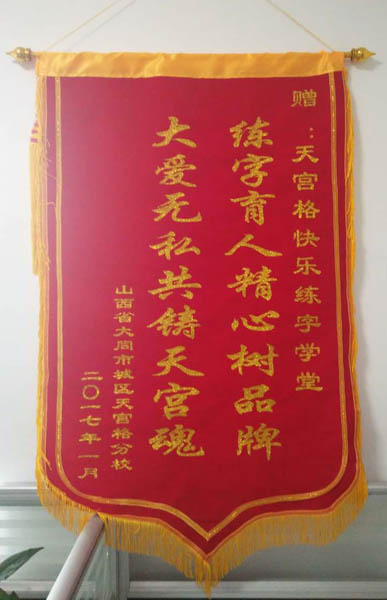 赠：天宫格快乐练字学堂
练字育人精心树品牌
大爱无私共铸天宫魂
山西省大同市城区天宫格分校
二〇一七年一月